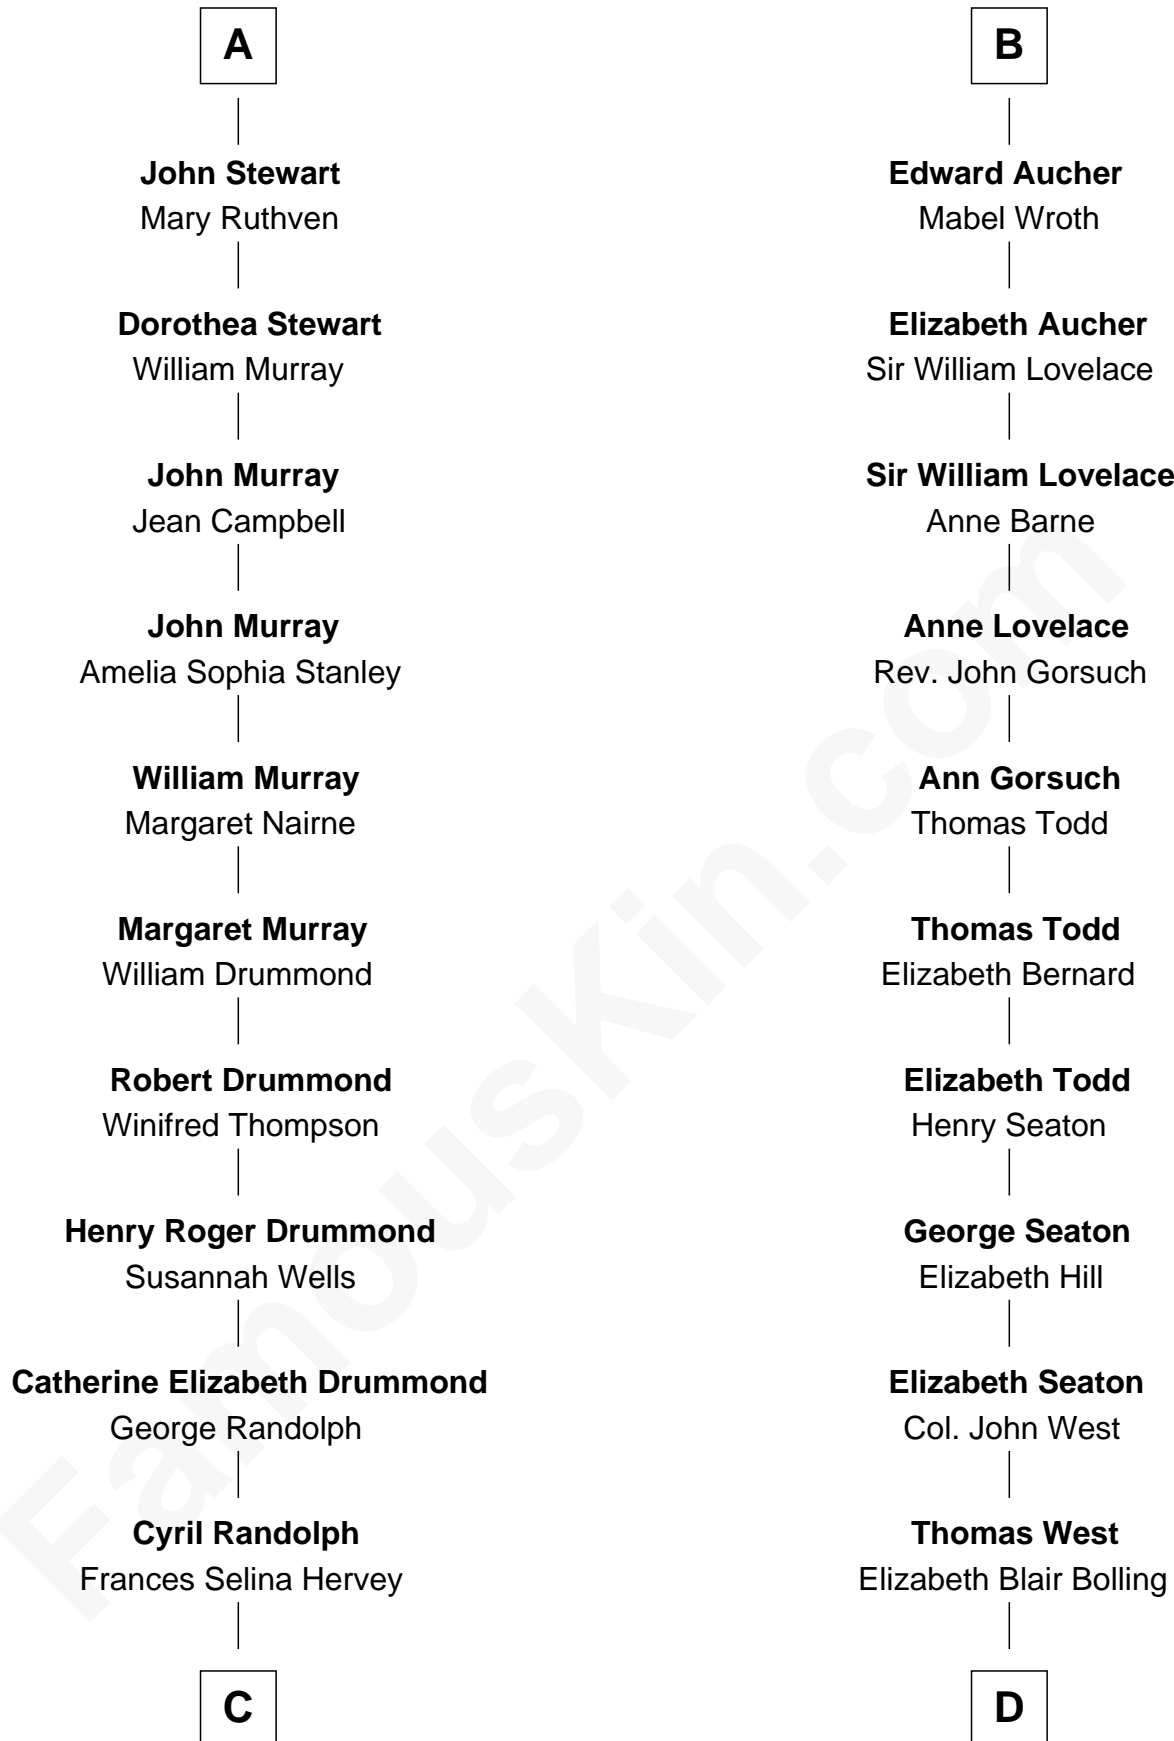 A
John Stewart
Mary Ruthven
Dorothea Stewart
William Murray
John Murray
Jean Campbell
John Murray
Amelia Sophia Stanley
William Murray
Margaret Nairne
Margaret Murray
William Drummond
Robert Drummond
Winifred Thompson
Henry Roger Drummond
Susannah Wells
Catherine Elizabeth Drummond
George Randolph
Cyril Randolph
Frances Selina Hervey
C
B
Edward Aucher
Mabel Wroth
Elizabeth Aucher
Sir William Lovelace
Sir William Lovelace
Anne Barne
Anne Lovelace
Rev. John Gorsuch
Ann Gorsuch
Thomas Todd
Thomas Todd
Elizabeth Bernard
Elizabeth Todd
Henry Seaton
George Seaton
Elizabeth Hill
Elizabeth Seaton
Col. John West
Thomas West
Elizabeth Blair Bolling
D
FamousKin.com